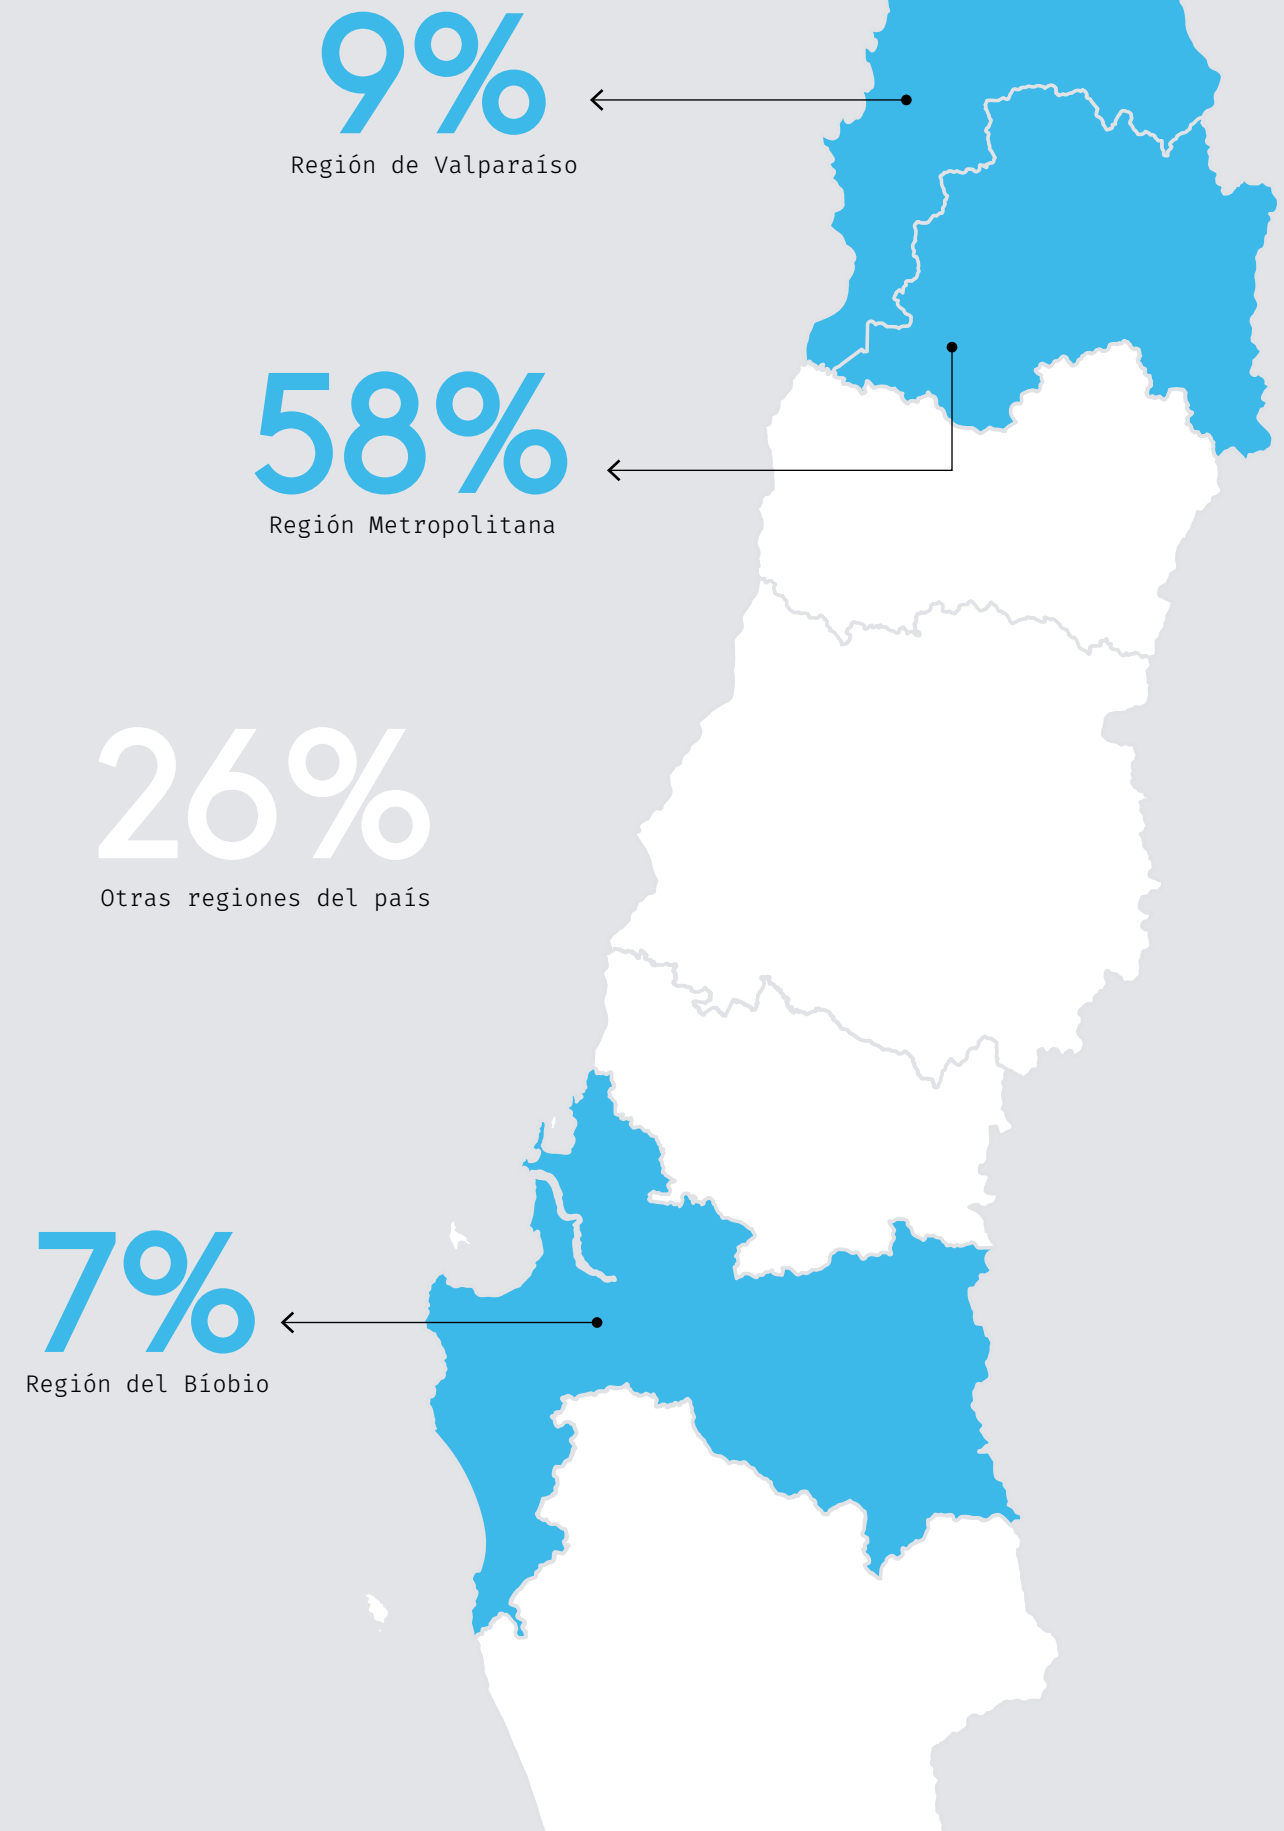 9%
Región de Valparaíso
58%
Región Metropolitana
26%
Otras regiones del país
7%
Región del Bíobio